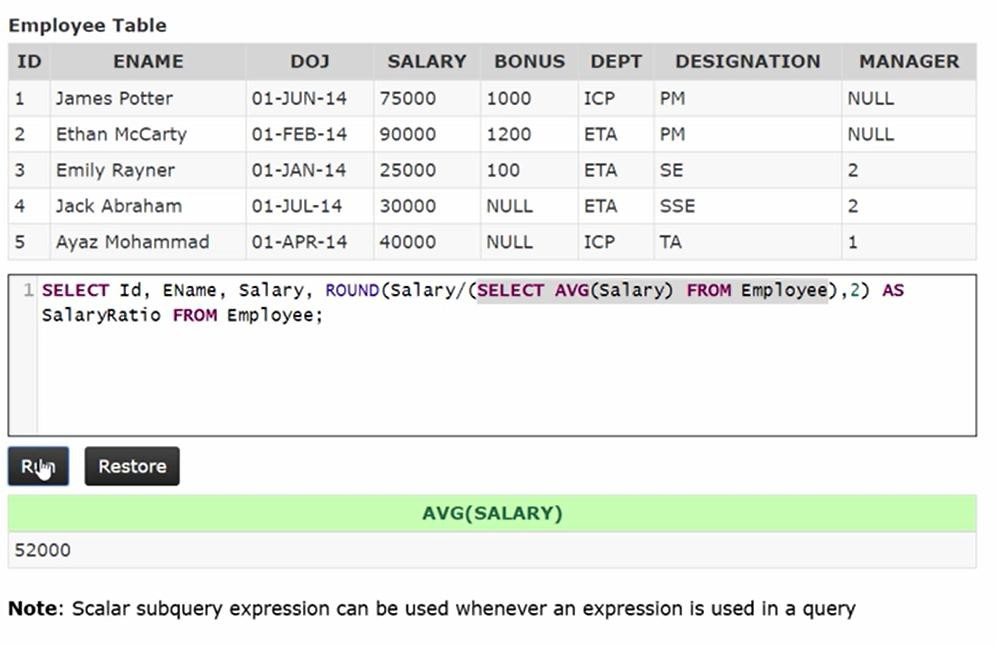 Employee Table
ID ENAME DOJ SALARY BONUS DEPT DESIGNATION MANAGER
1 James Potter 01-JUN-14 75000 1000 ICP PM NULL
2 Ethan McCarty 01-FEB-14 90000 1200 ETA PM NULL
3 Emily Rayner 01-JAN-14 25000 100 ETA SE 2
4 Jack Abraham 01-JUL-14 30000 NULL ETA SSE 2
5 Ayaz Mohammad 01-APR-14 40000 NULL ICP TA 1
1 SELECT Id, EName, Salary, ROUND(Salary/(SELECT AVG(Salary) FROM Employee),2) AS
SalaryRatio FROM Employee;
Run Restore
AVG(SALARY)
52000
Note: Scalar subquery expression can be used whenever an expression is used in a query